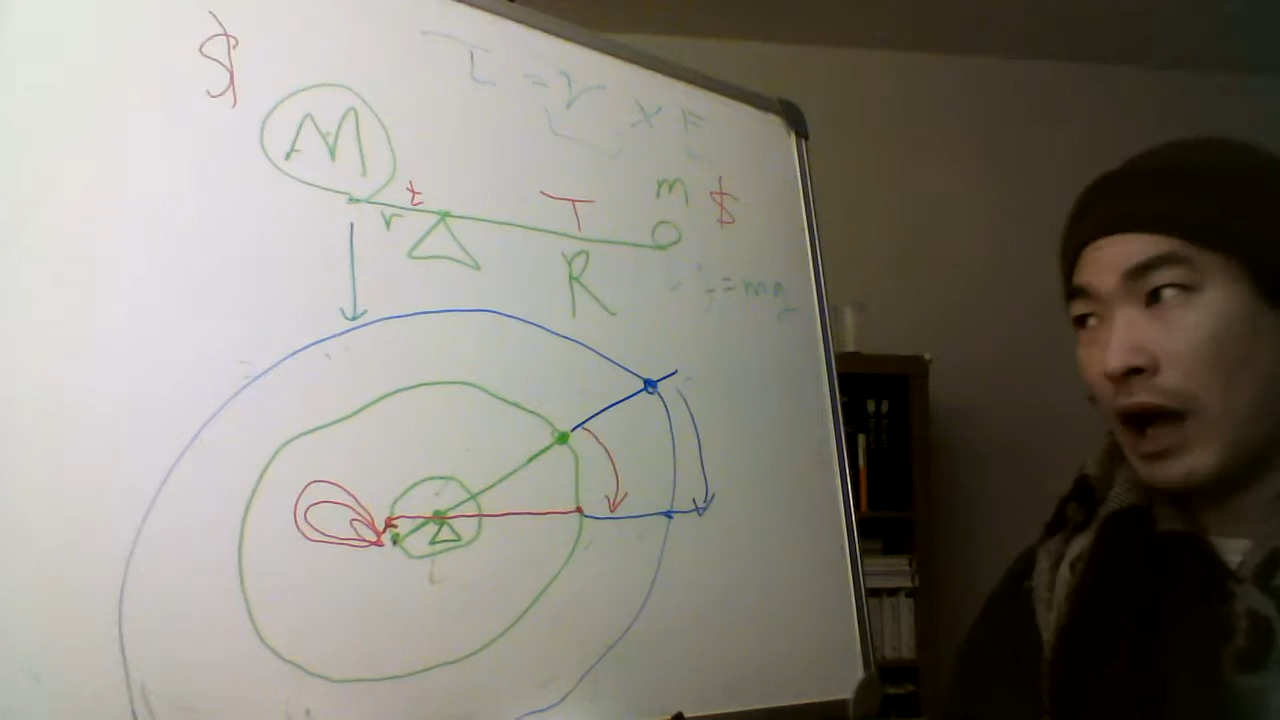 $
τ = r × F
M
t
T
m $
r
R
F = mg